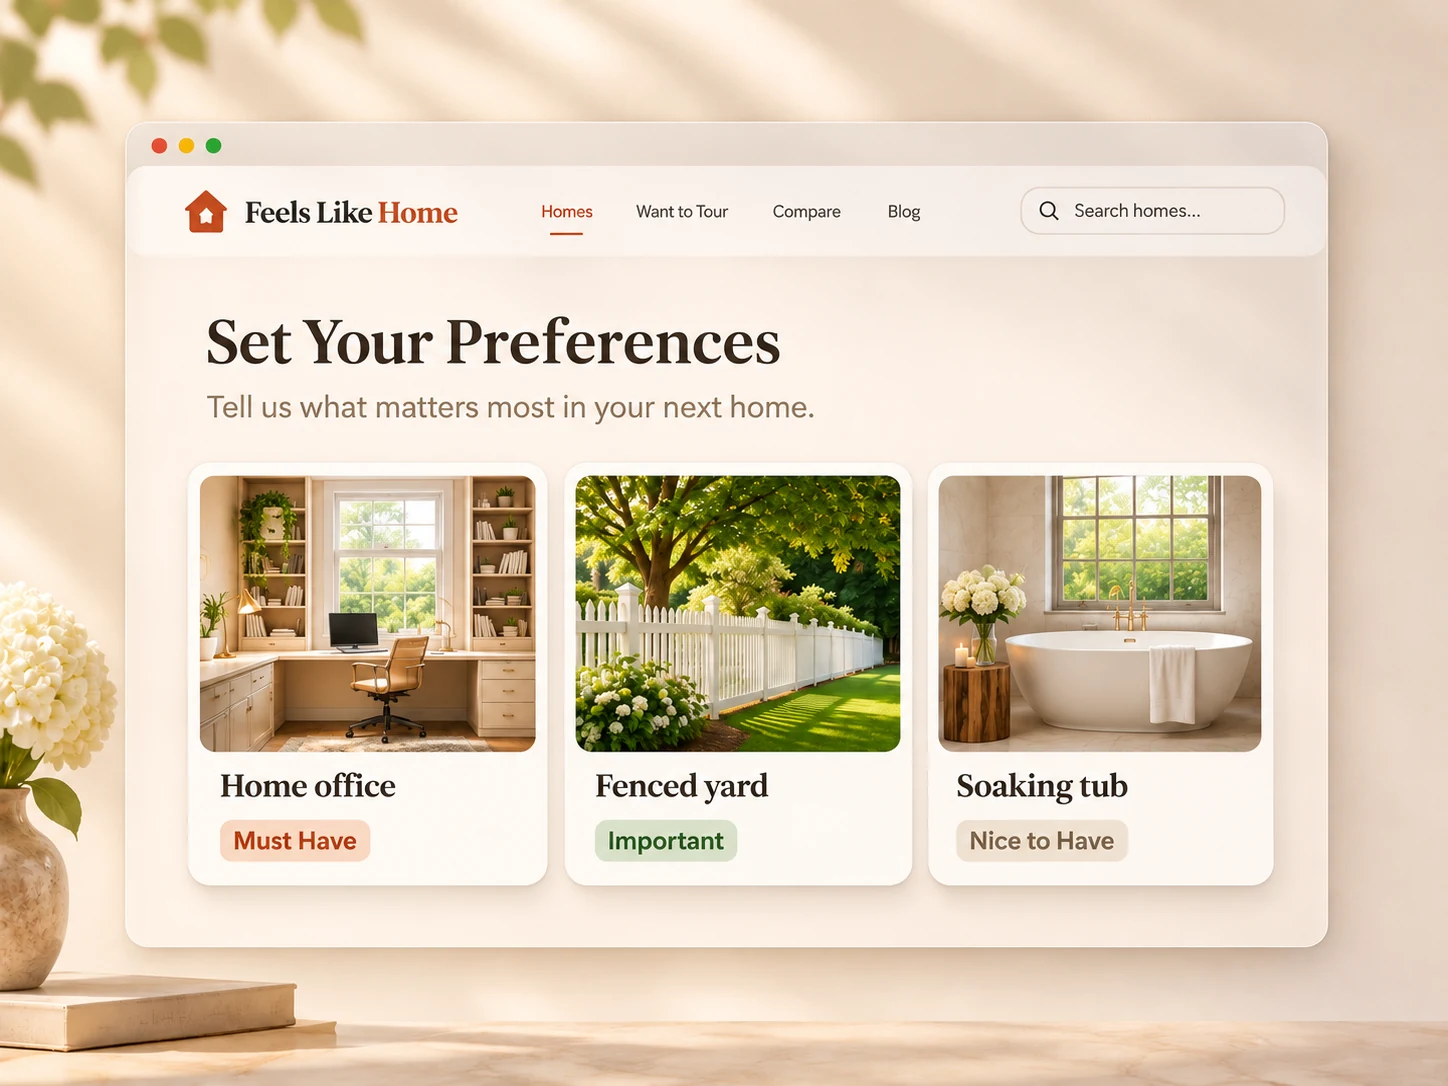 Feels Like Home
Homes
Want to Tour
Compare
Blog
Search homes...
Set Your Preferences
Tell us what matters most in your next home.
Home office
Must Have
Fenced yard
Important
Soaking tub
Nice to Have